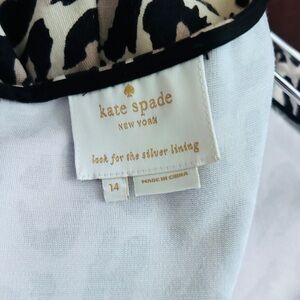 kate spade
NEW YORK
look for the silver lining
14
MADE IN CHINA